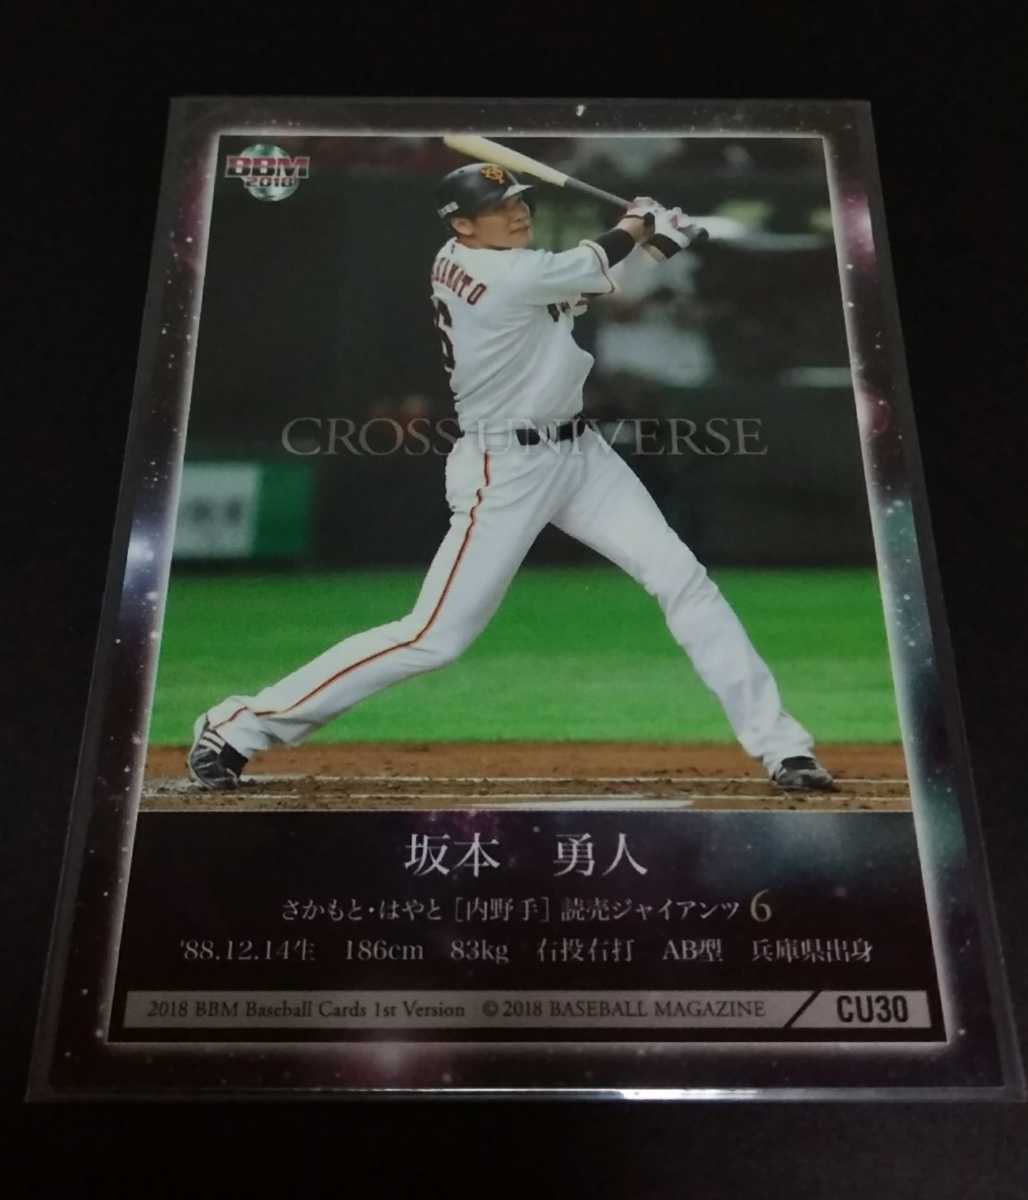 BBM
2018
SAKAMOTO
6
CROSS UNIVERSE
坂本 勇人
さかもと・はやと [内野手] 読売ジャイアンツ 6
'88.12.14生 186cm 83kg 右投右打 AB型 兵庫県出身
2018 BBM Baseball Cards 1st Version © 2018 BASEBALL MAGAZINE CU30